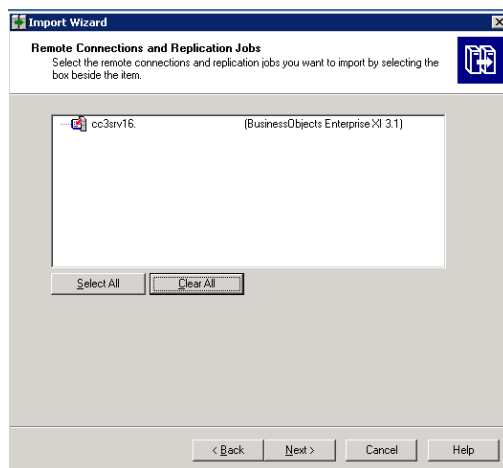 Import Wizard
Remote Connections and Replication Jobs
Select the remote connections and replication jobs you want to import by selecting the
box beside the item.
cc3srv16. (BusinessObjects Enterprise XI 3.1)
Select All Clear All
< Back Next > Cancel Help